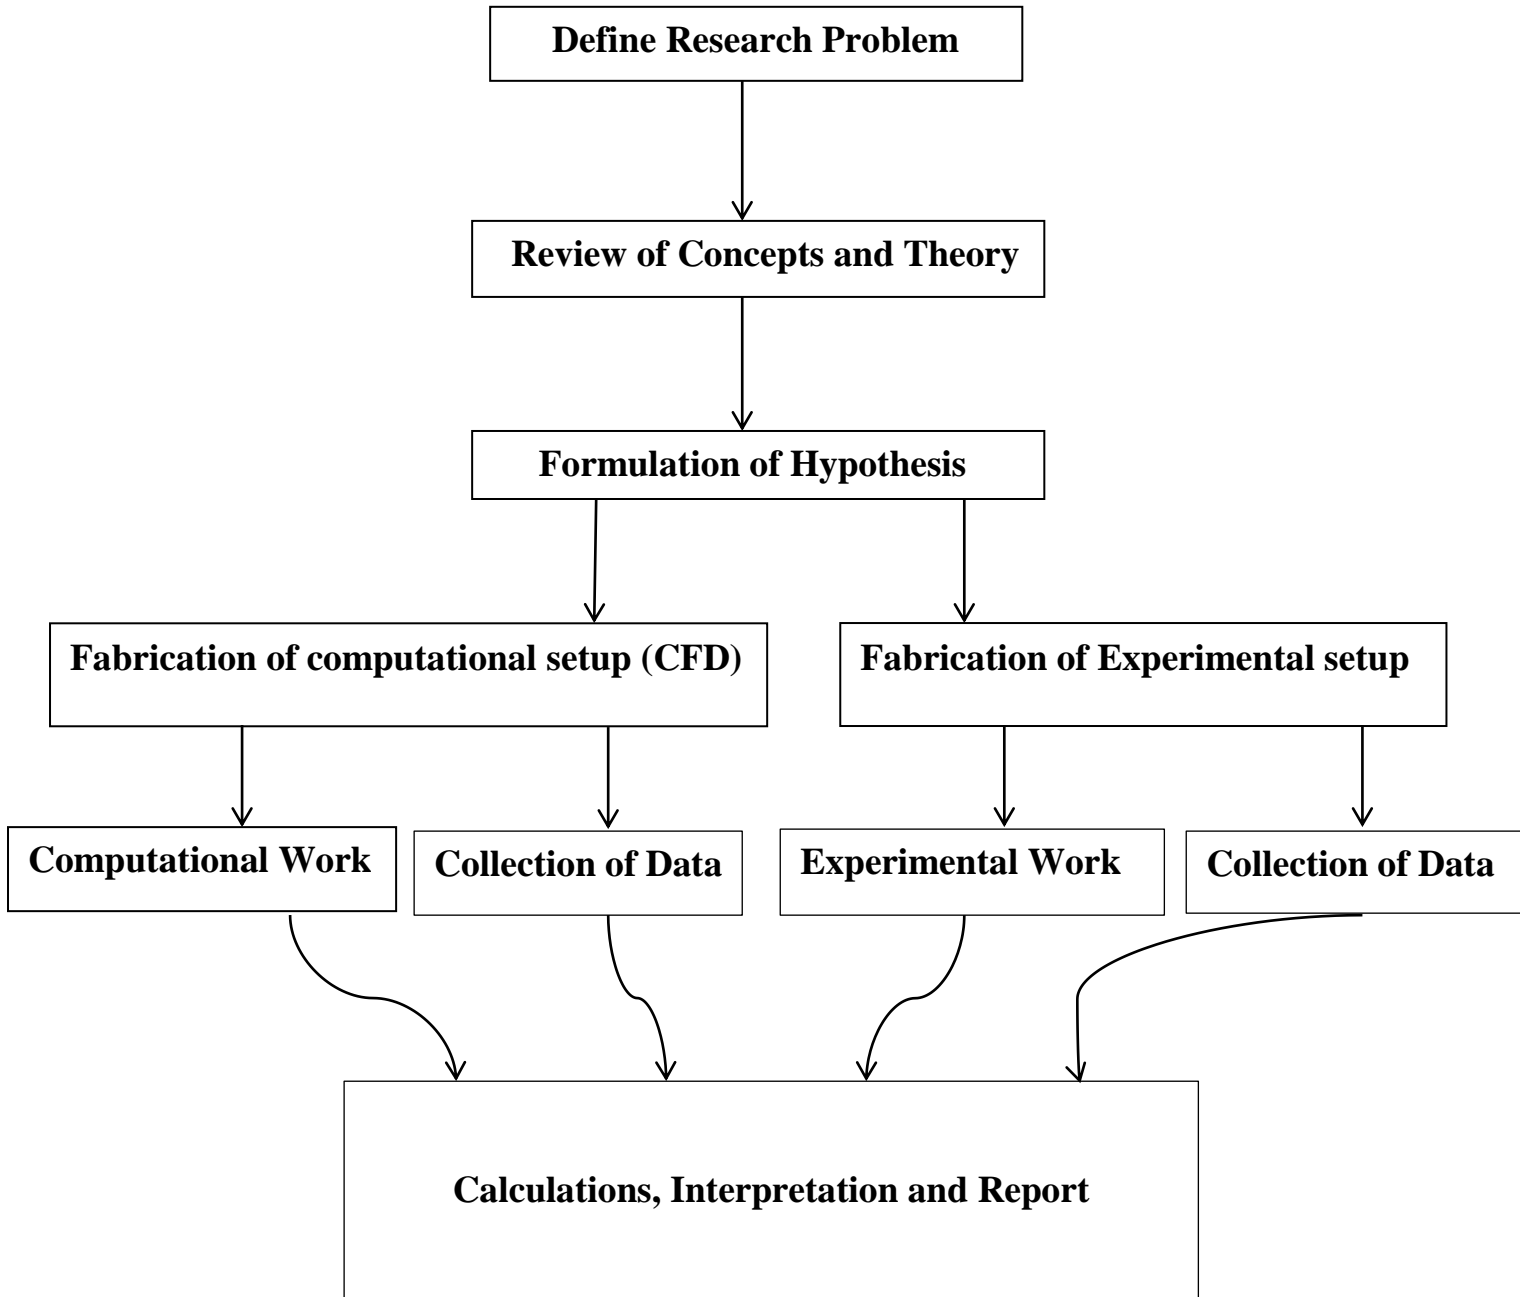 Define Research Problem
Review of Concepts and Theory
Formulation of Hypothesis
Fabrication of computational setup (CFD)
Fabrication of Experimental setup
Computational Work
Collection of Data
Experimental Work
Collection of Data
Calculations, Interpretation and Report